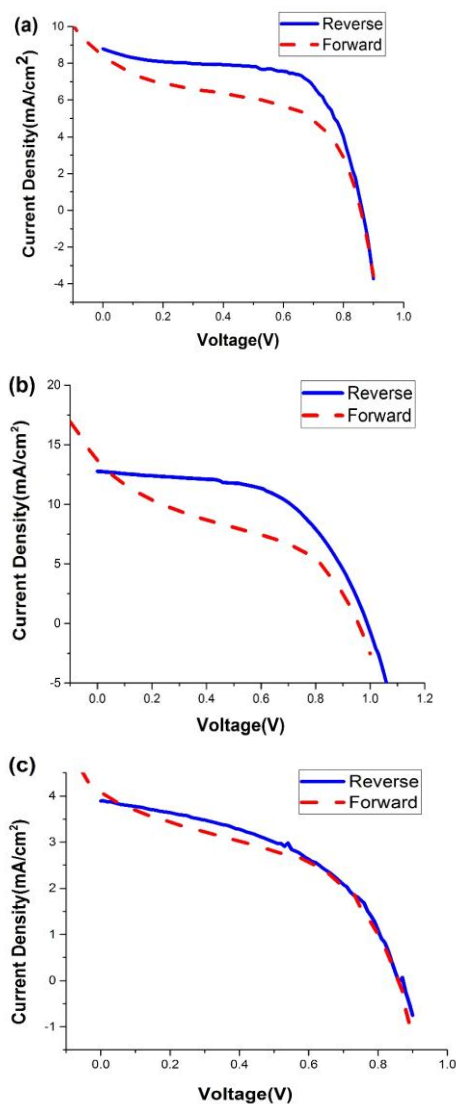 (a)
Reverse
Forward
Current Density(mA/cm²)
10
8
6
4
2
0
-2
-4
0.0 0.2 0.4 0.6 0.8 1.0
Voltage(V)
(b)
Reverse
Forward
Current Density(mA/cm²)
20
15
10
5
0
-5
0.0 0.2 0.4 0.6 0.8 1.0 1.2
Voltage(V)
(c)
Reverse
Forward
Current Density(mA/cm²)
4
3
2
1
0
-1
0.0 0.2 0.4 0.6 0.8 1.0
Voltage(V)